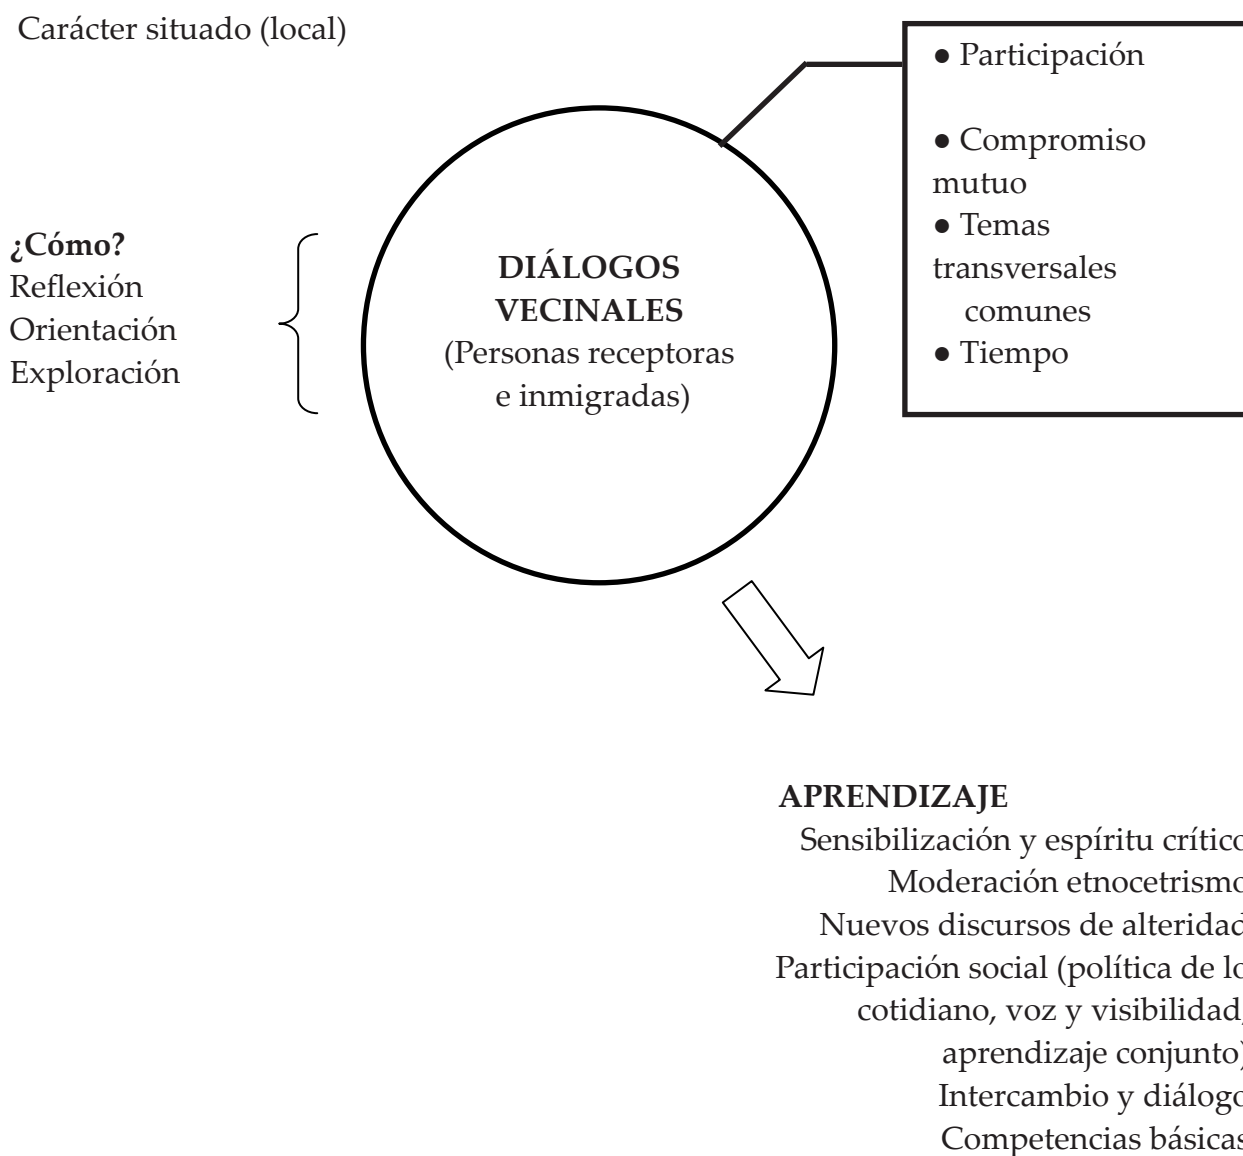 Carácter situado (local)
● Participación
● Compromiso
mutuo
● Temas
transversales
comunes
● Tiempo
¿Cómo?
Reflexión
Orientación
Exploración
DIÁLOGOS
VECINALES
(Personas receptoras
e inmigradas)
APRENDIZAJE
Sensibilización y espíritu crítico
Moderación etnocetrismo
Nuevos discursos de alteridad
Participación social (política de lo
cotidiano, voz y visibilidad,
aprendizaje conjunto)
Intercambio y diálogo
Competencias básicas